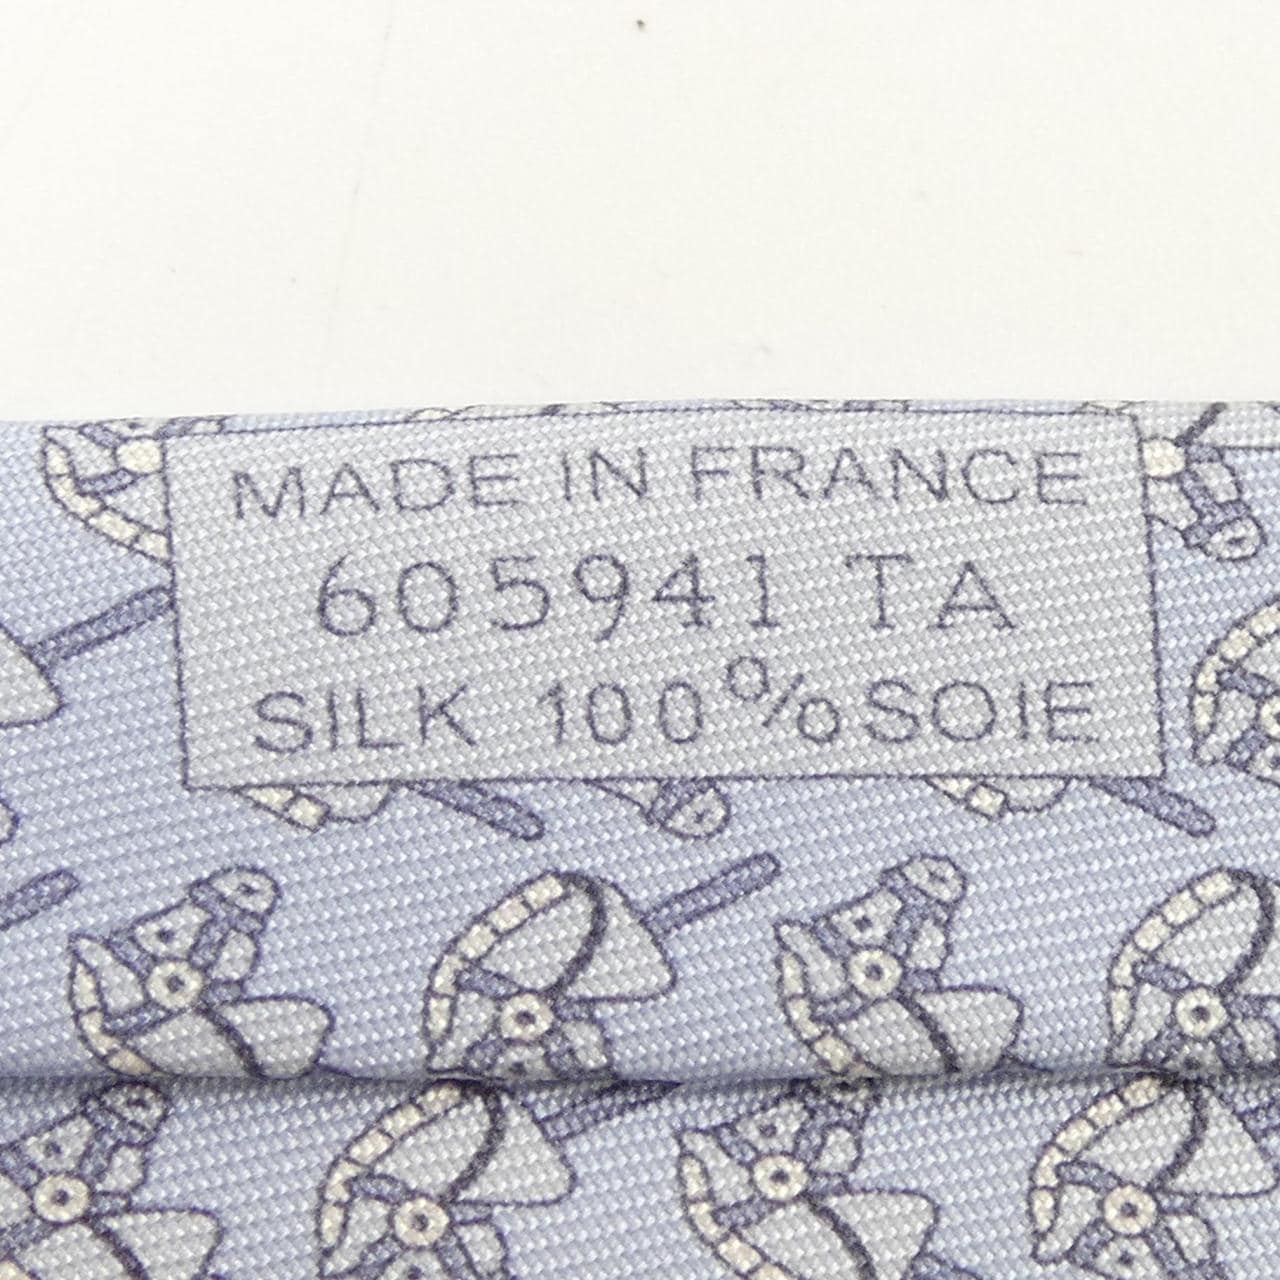 MADE IN FRANCE
605941 TA
SILK 100% SOIE